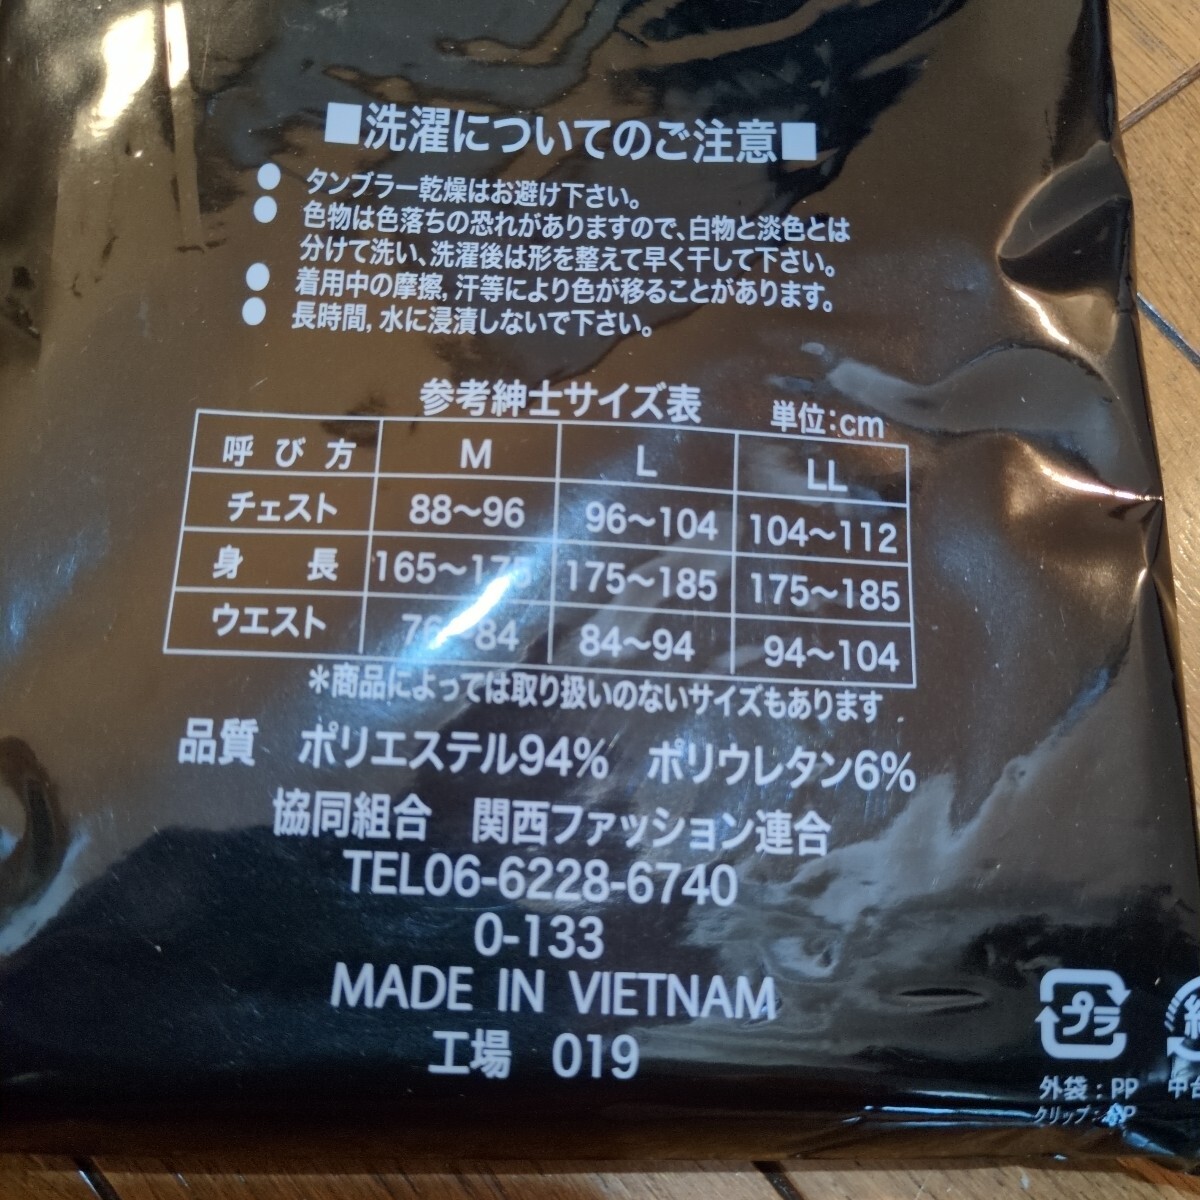 ■洗濯についてのご注意■
● タンブラー乾燥はお避け下さい。
● 色物は色落ちの恐れがありますので、白物と淡色とは
分けて洗い、洗濯後は形を整えて早く干して下さい。
● 着用中の摩擦,汗等により色が移ることがあります。
● 長時間,水に浸漬しないで下さい。
参考紳士サイズ表 単位:cm
呼び方 M L LL
チェスト 88〜96 96〜104 104〜112
身長 165〜175 175〜185 175〜185
ウエスト 76〜84 84〜94 94〜104
*商品によっては取り扱いのないサイズもあります
品質 ポリエステル94% ポリウレタン6%
協同組合 関西ファッション連合
TEL06-6228-6740
0-133
MADE IN VIETNAM
工場 019
プラ
外袋:PP
クリップ: